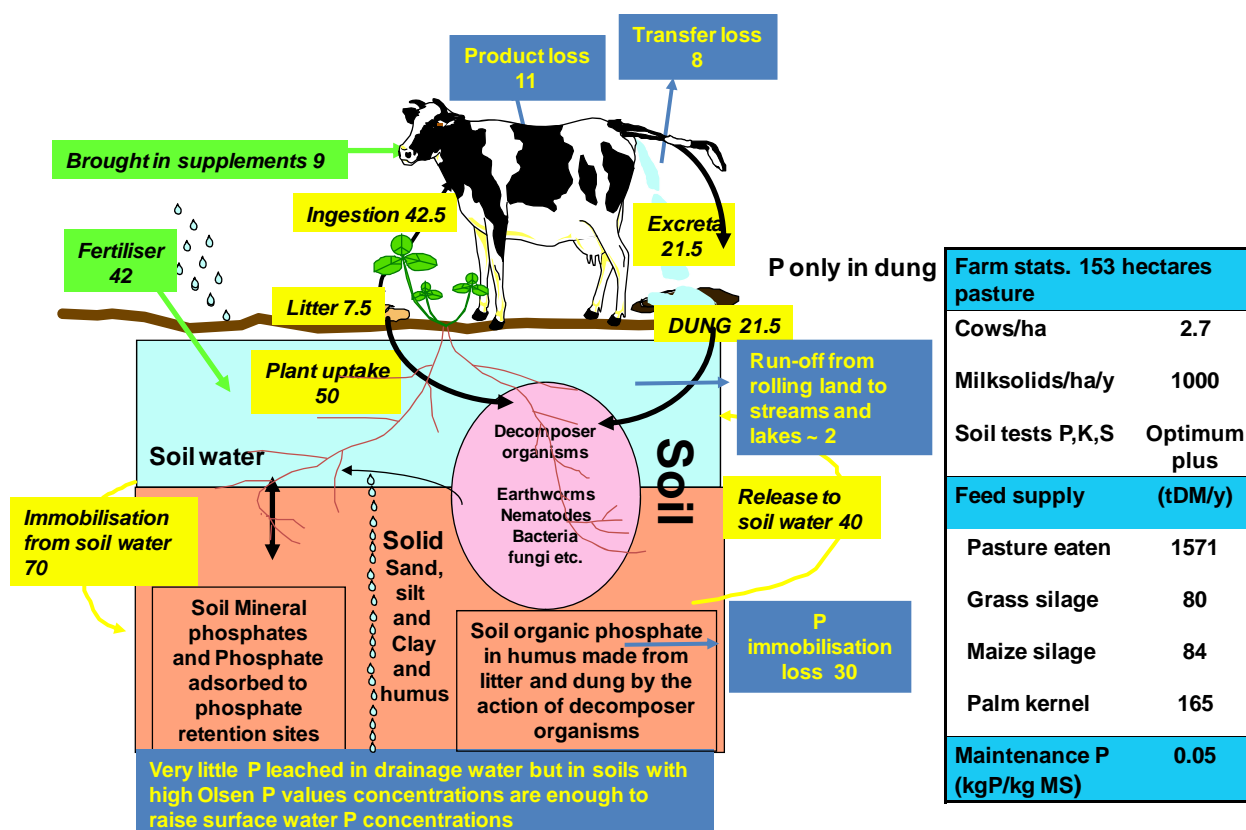 Product loss
11
Transfer loss
8
Brought in supplements 9
Ingestion 42.5
Excreta
21.5
Fertiliser
42
P only in dung
Litter 7.5
DUNG 21.5
Plant uptake
50
Run-off from
rolling land to
streams and
lakes ~ 2
Decomposer
organisms
Earthworms
Nematodes
Bacteria
fungi etc.
Soil
Soil water
Release to
soil water 40
Immobilisation
from soil water
70
Solid
Sand,
silt
and
Clay
and
humus
Soil Mineral
phosphates
and Phosphate
adsorbed to
phosphate
retention sites
Soil organic phosphate
in humus made from
litter and dung by the
action of decomposer
organisms
P
immobilisation
loss 30
Very little P leached in drainage water but in soils with
high Olsen P values concentrations are enough to
raise surface water P concentrations
Farm stats. 153 hectares
pasture
Cows/ha 2.7
Milksolids/ha/y 1000
Soil tests P,K,S Optimum
plus
Feed supply (tDM/y)
Pasture eaten 1571
Grass silage 80
Maize silage 84
Palm kernel 165
Maintenance P 0.05
(kgP/kg MS)